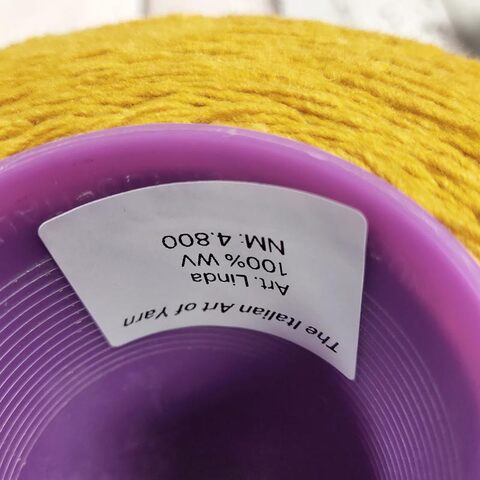 The Italian Art of Yarn
Art. Linda
100% WV
NM: 4.800